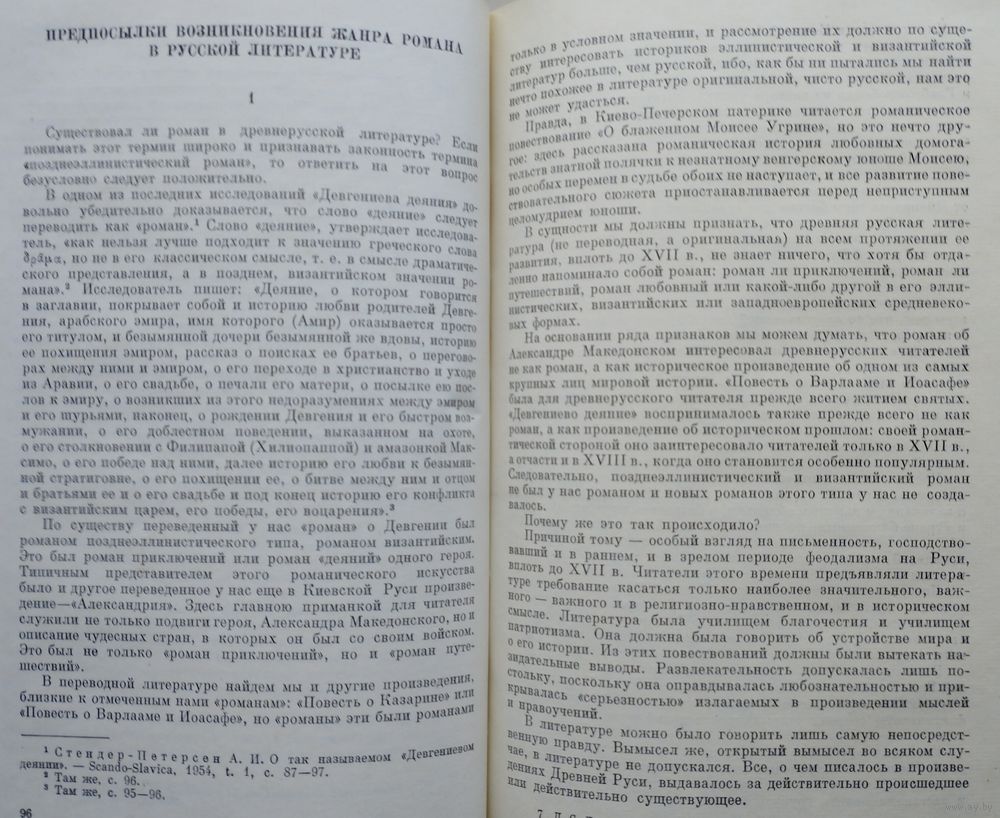 ПРЕДПОСЫЛКИ ВОЗНИКНОВЕНИЯ ЖАНРА РОМАНА
В РУССКОЙ ЛИТЕРАТУРЕ
1
Существовал ли роман в древнерусской литературе? Если
понимать этот термин широко и признавать законность термина
«позднеэллинистический роман», то ответить на этот вопрос
безусловно следует положительно.
В одном из последних исследований «Девгениева деяния» до-
вольно убедительно доказывается, что слово «деяние» следует
переводить как «роман».¹ Слово «деяние», утверждает исследова-
тель, «как нельзя лучше подходит к значению греческого слова
δρᾶμα, но не в его классическом смысле, т. е. в смысле драматиче-
ского представления, а в позднем, византийском значении ро-
мана».² Исследователь пишет: «Деяние, о котором говорится
в заглавии, покрывает собой и историю любви родителей Девге-
ния, арабского эмира, имя которого (Амир) оказывается просто
его титулом, и безымянной дочери безымянной же вдовы, историю
ее похищения эмиром, рассказ о поисках ее братьев, о перегово-
рах между ними и эмиром, о его переходе в христианство и уходе
из Аравии, о его свадьбе, о печали его матери, о посылке ею пос-
лов к эмиру, о возникших из этого недоразумениях между эмиром
и его шурьями, наконец, о рождении Девгения и его быстром воз-
мужании, о его доблестном поведении, выказанном на охоте,
о его столкновении с Филипапой (Хилиопаппой) и амазонкой Мак-
симо, о его победе над ними, далее историю его любви к безымян-
ной стратиговне, о его похищении ее, о битве между ним и отцом
и братьями ее и о его свадьбе и под конец историю его конфликта
с византийским царем, его победы, его воцарения».³
По существу переведенный у нас «роман» о Девгении был
романом позднеэллинистического типа, романом византийским.
Это был роман приключений или роман «деяний» одного героя.
Типичным представителем этого романического искусства
было и другое переведенное у нас еще в Киевской Руси произве-
дение—«Александрия». Здесь главною приманкой для читателя
служили не только подвиги героя, Александра Македонского, но и
описание чудесных стран, в которых он был со своим войском.
Это был не только «роман приключений», но и «роман путе-
шествий».
В переводной литературе найдем мы и другие произведения,
близкие к отмеченным нами «романам»: «Повесть о Казарине» или
«Повесть о Варлааме и Иоасафе», но «романы» эти были романами
¹ Стендер-Петерсен А. И. О так называемом «Девгениевом
деянии». — Scando-Slavica, 1954, t. 1, с. 87—97.
² Там же, с. 96.
³ Там же, с. 95—96.
96
только в условном значении, и рассмотрение их должно по суще-
ству интересовать историков эллинистической и византийской
литератур больше, чем русской, ибо, как бы ни пытались мы найти
нечто похожее в литературе оригинальной, чисто русской, нам это
не может удасться.
Правда, в Киево-Печерском патерике читается романическое
повествование «О блаженном Моисее Угрине», но это нечто дру-
гое: здесь рассказана романическая история любовных домога-
тельств знатной полячки к незнатному венгерскому юноше Моисею,
но особых перемен в судьбе обоих не наступает, и все развитие пове-
ствовательного сюжета приостанавливается перед неприступным
целомудрием юноши.
В сущности мы должны признать, что древняя русская лите-
ратура (не переводная, а оригинальная) на всем протяжении ее
развития, вплоть до XVII в., не знает ничего, что хотя бы отда-
ленно напоминало собой роман: роман ли приключений, роман ли
путешествий, роман любовный или какой-либо другой в его элли-
нистических, византийских или западноевропейских средневеко-
вых формах.
На основании ряда признаков мы можем думать, что роман об
Александре Македонском интересовал древнерусских читателей
не как роман, а как историческое произведение об одном из самых
крупных лиц мировой истории. «Повесть о Варлааме и Иоасафе»
была для древнерусского читателя прежде всего житием святых.
«Девгениево деяние» воспринималось также прежде всего не как
роман, а как произведение об историческом прошлом: своей роман-
тической стороной оно заинтересовало читателей только в XVII в.,
а отчасти и в XVIII в., когда оно становится особенно популярным.
Следовательно, позднеэллинистический и византийский роман
не был у нас романом и новых романов этого типа у нас не созда-
валось.
Почему же это так происходило?
Причиной тому — особый взгляд на письменность, господство-
вавший и в раннем, и в зрелом периоде феодализма на Руси,
вплоть до XVII в. Читатели этого времени предъявляли литера-
туре требование касаться только наиболее значительного, важ-
ного — важного и в религиозно-нравственном, и в историческом
смысле. Литература была училищем благочестия и училищем
патриотизма. Она должна была говорить об устройстве мира и
о его истории. Из этих повествований должны были вытекать на-
зидательные выводы. Развлекательность допускалась лишь по-
стольку, поскольку она оправдывалась любознательностью и при-
крывалась «серьезностью» излагаемых в произведении мыслей
и нравоучений.
В литературе можно было говорить лишь самую непосредст-
венную правду. Вымысел же, открытый вымысел во всяком слу-
чае, в литературе не допускался. Все, о чем писалось в произве-
дениях Древней Руси, выдавалось за действительно происшедшее
или действительно существующее.
7
www.ay.by